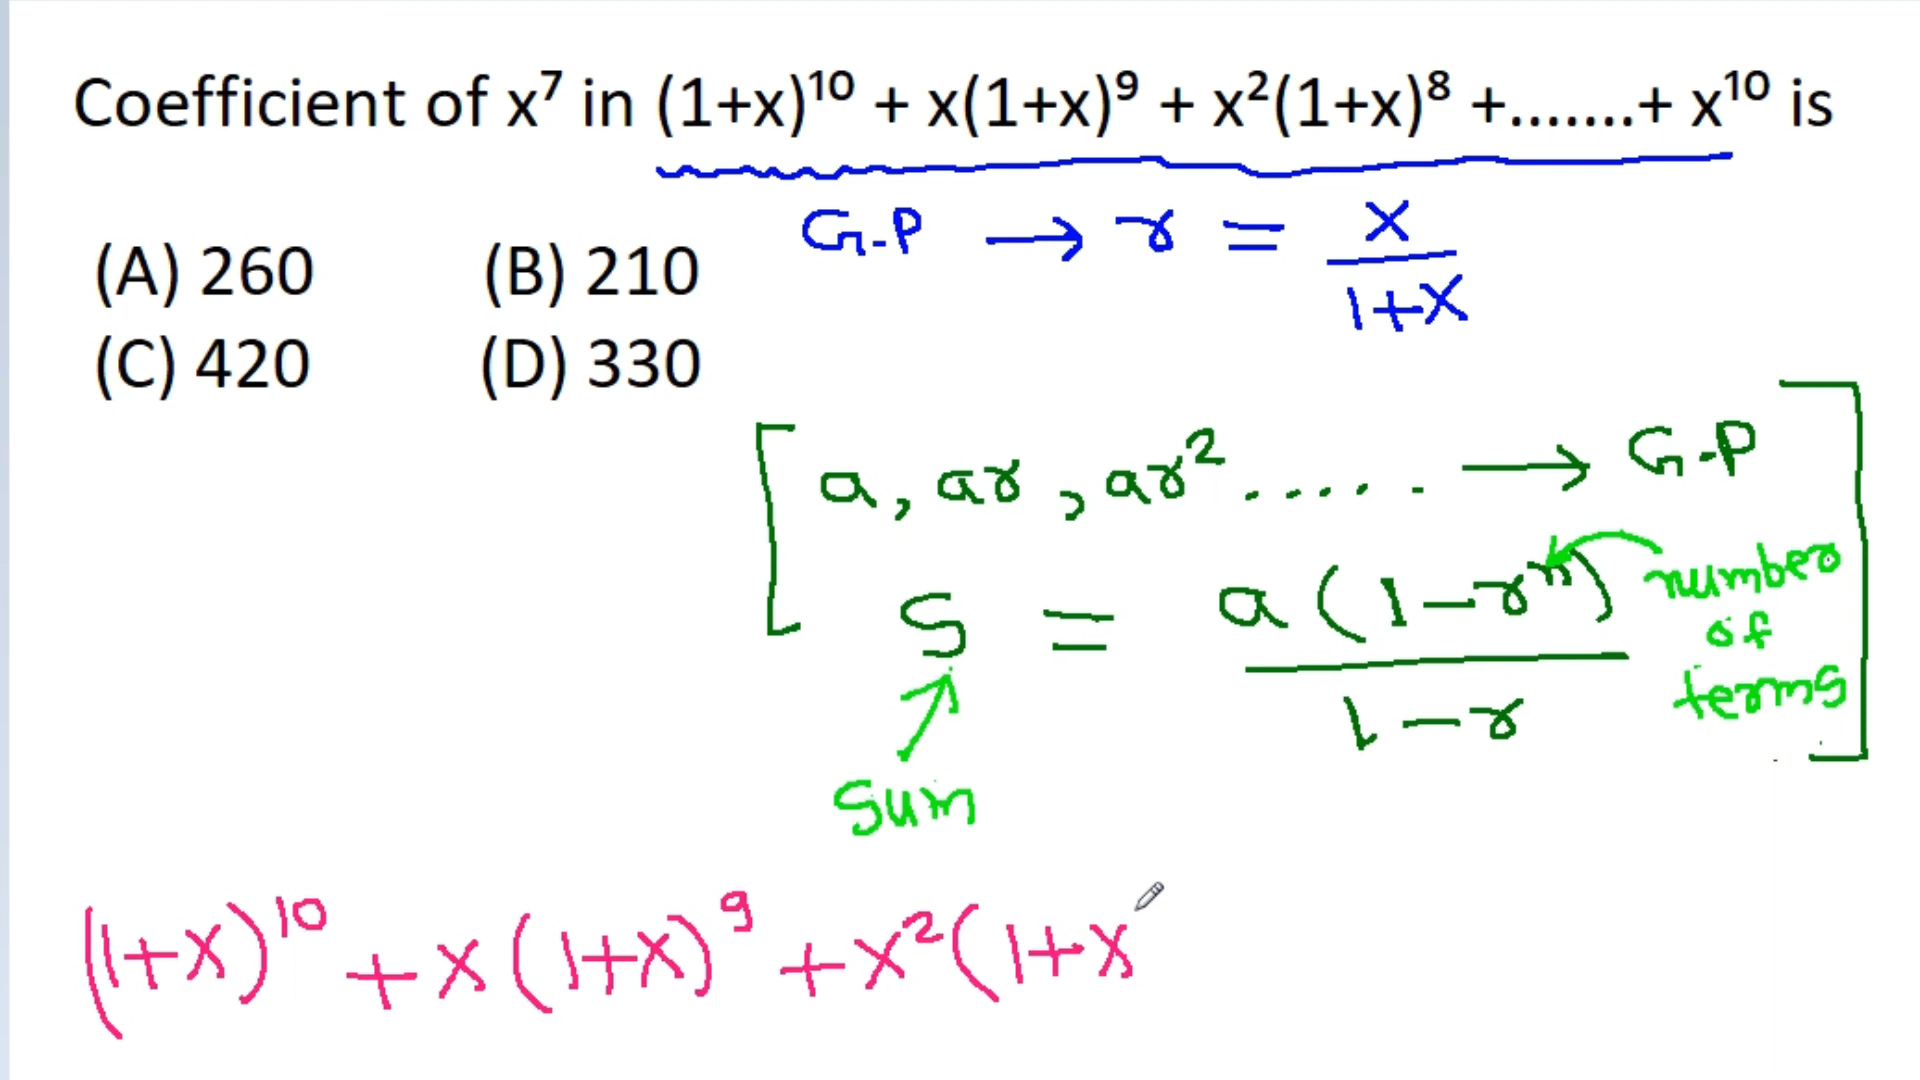 Coefficient of x⁷ in (1+x)¹⁰ + x(1+x)⁹ + x²(1+x)⁸ +.......+ x¹⁰ is
G.P → r = x/(1+x)
(A) 260 (B) 210
(C) 420 (D) 330
[a, ar, ar² ...... → G.P
S = a(1-rⁿ)/(1-r)]
number
of
terms
Sum
(1+x)¹⁰ + x(1+x)⁹ + x²(1+x